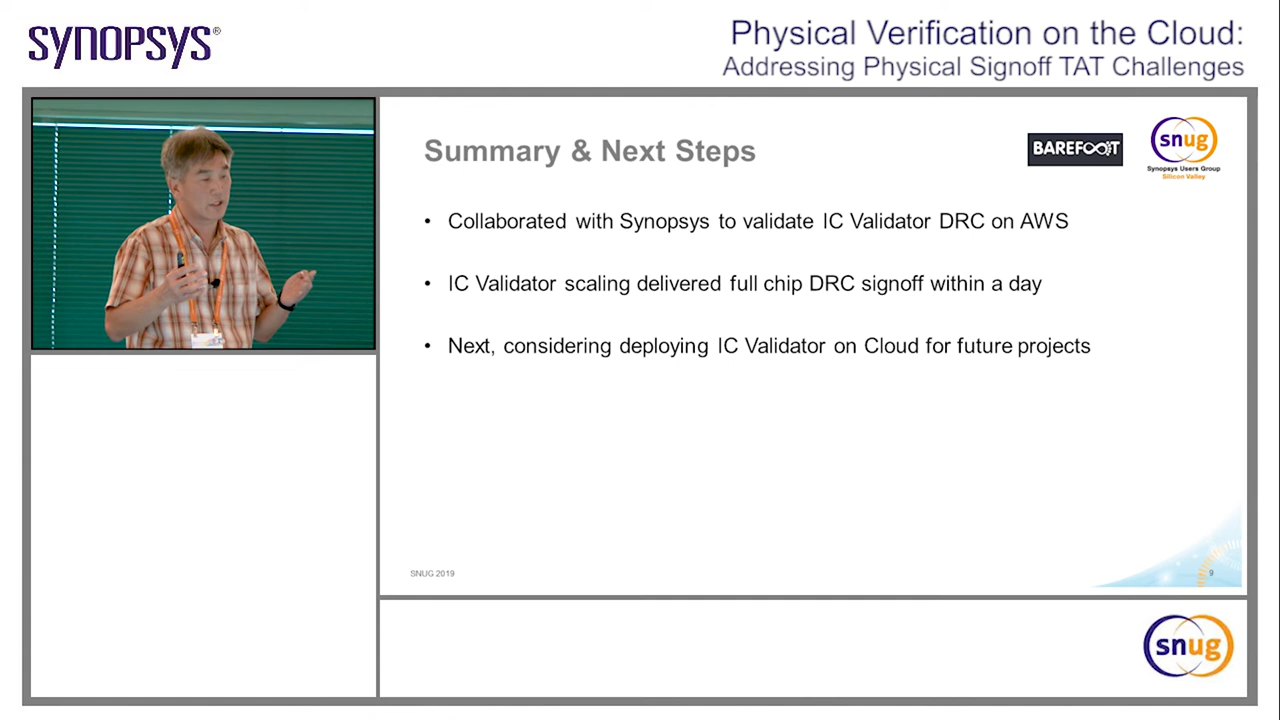 SYNOPSYS®
Physical Verification on the Cloud:
Addressing Physical Signoff TAT Challenges
Summary & Next Steps
BAREFOOT
snug
Synopsys Users Group
Silicon Valley
• Collaborated with Synopsys to validate IC Validator DRC on AWS
• IC Validator scaling delivered full chip DRC signoff within a day
• Next, considering deploying IC Validator on Cloud for future projects
SNUG 2019
9
snug